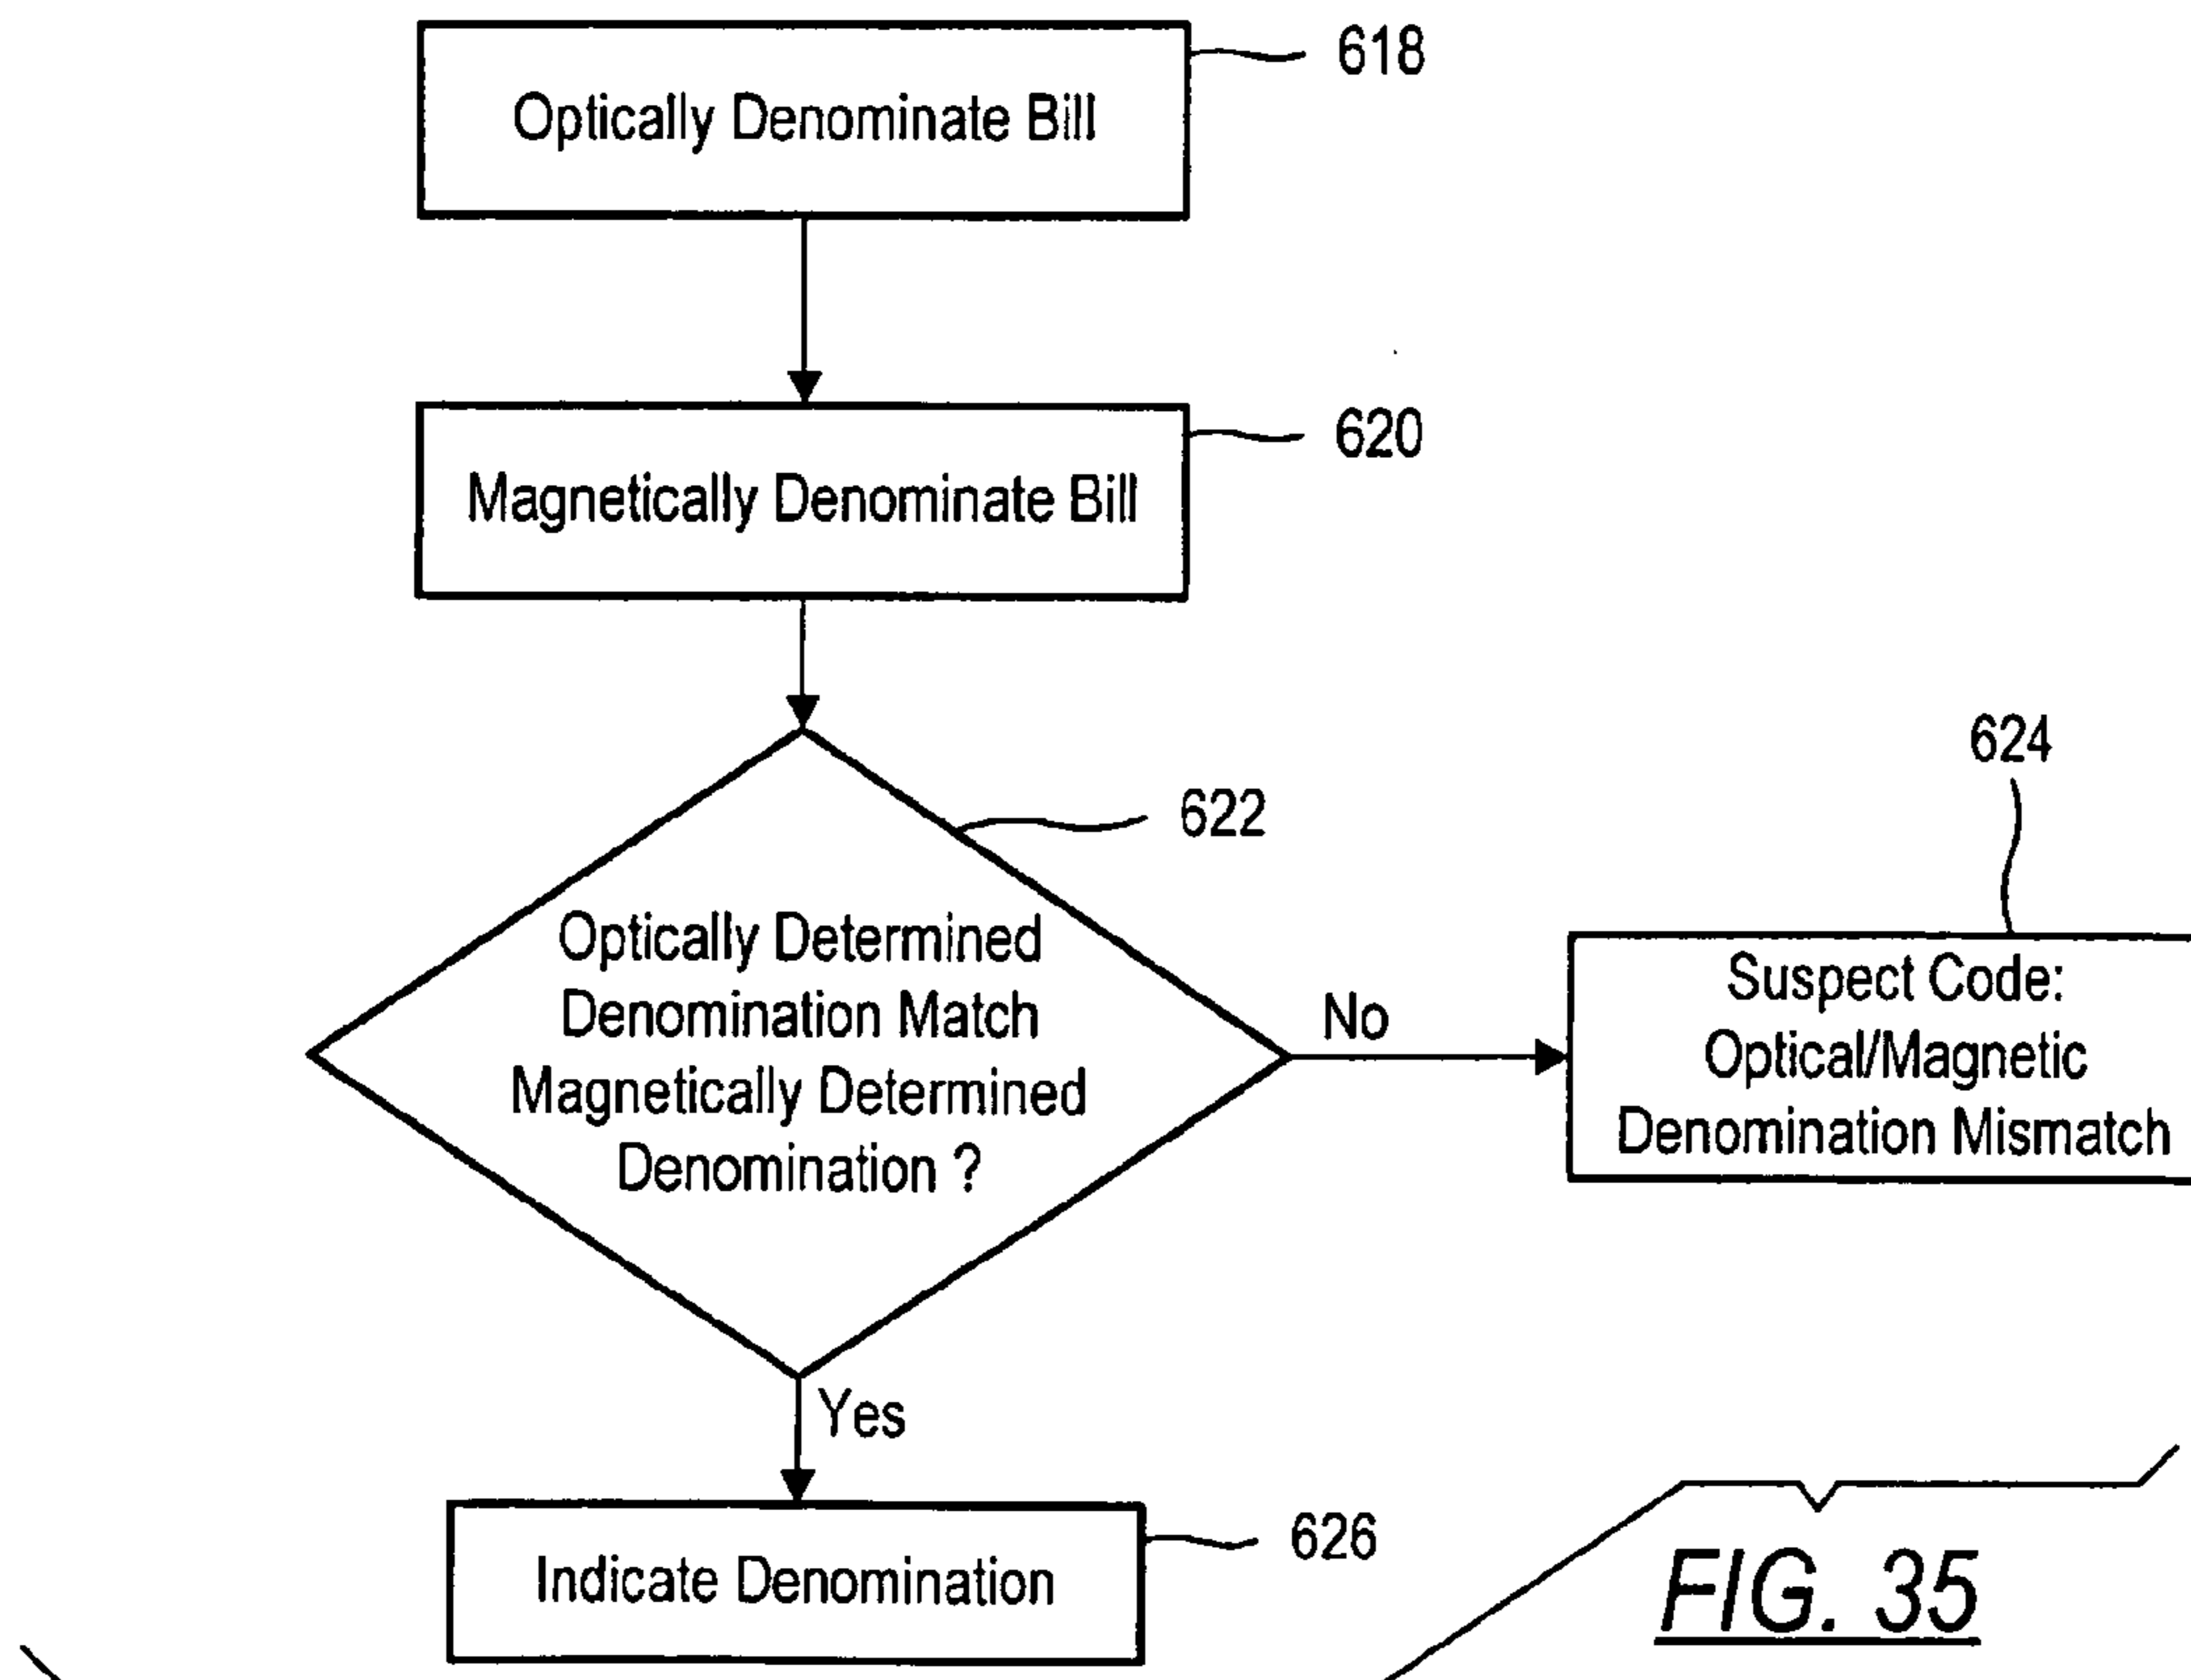 618
Optically Denominate Bill
620
Magnetically Denominate Bill
622
Optically Determined
Denomination Match
Magnetically Determined
Denomination ?
No
624
Suspect Code:
Optical/Magnetic
Denomination Mismatch
Yes
626
Indicate Denomination
FIG. 35